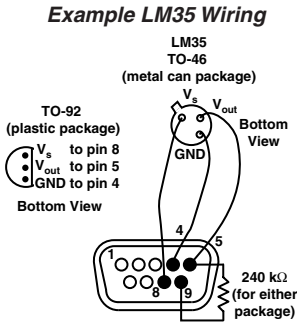 Example LM35 Wiring
LM35
TO-46
(metal can package)
Vs
Vout
Bottom
View
GND
TO-92
(plastic package)
Vs to pin 8
Vout to pin 5
GND to pin 4
Bottom View
4
5
1
8
9
240 kΩ
(for either
package)